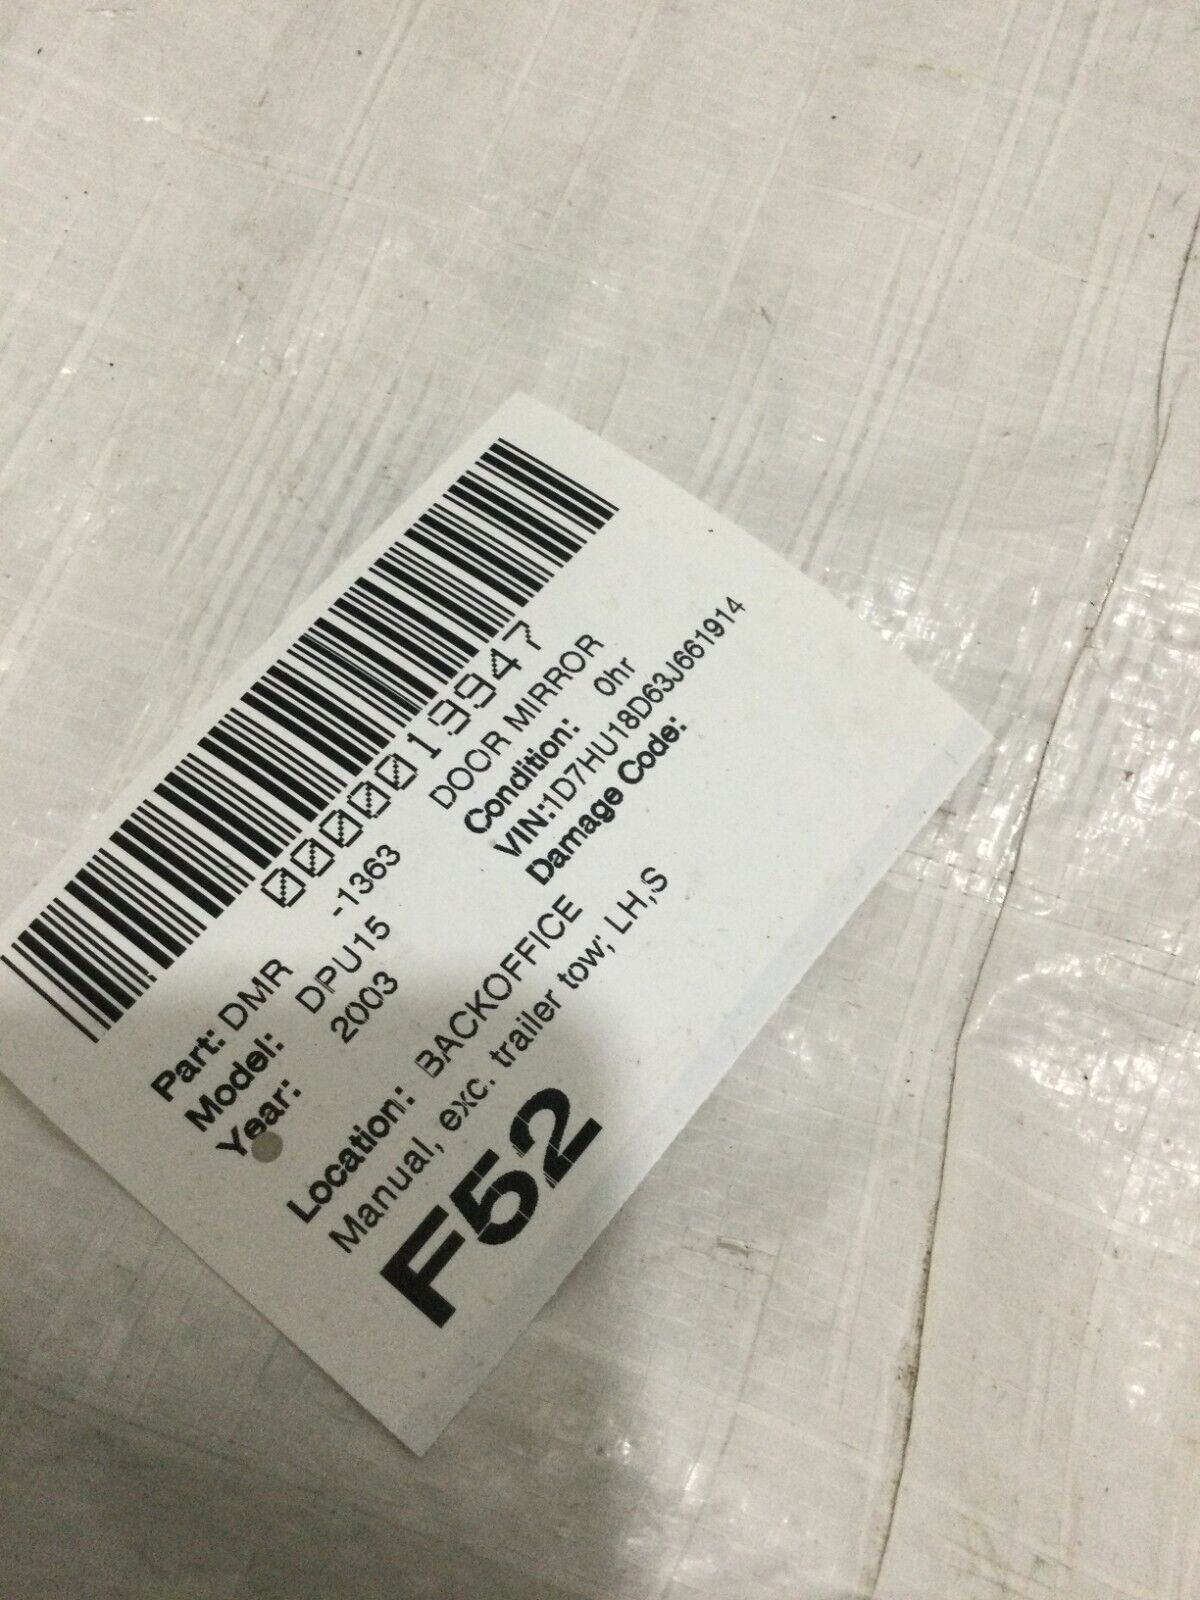 0000019947
Part: DMR -1363 DOOR MIRROR
Model: DPU15 Condition: 0hr
Year: 2003 VIN:1D7HU18D63J661914
Damage Code:
Location: BACKOFFICE
Manual, exc. trailer tow; LH,S
F52